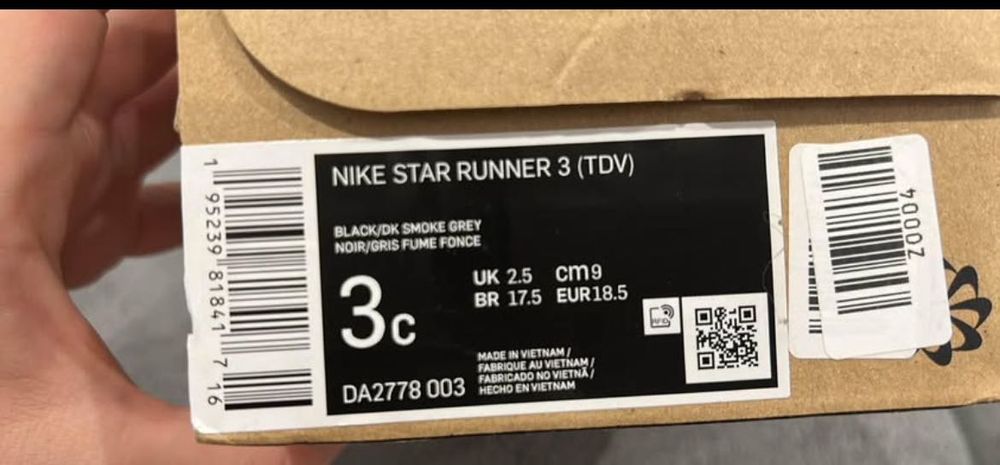 NIKE STAR RUNNER 3 (TDV)
BLACK/DK SMOKE GREY
NOIR/GRIS FUME FONCE
3C
UK 2.5 cm9
BR 17.5 EUR18.5
RFID
DA2778 003
MADE IN VIETNAM /
FABRIQUE AU VIETNAM /
FABRICADO NO VIETNÃ /
HECHO EN VIETNAM
1 95239 81841 7 16
Z0004